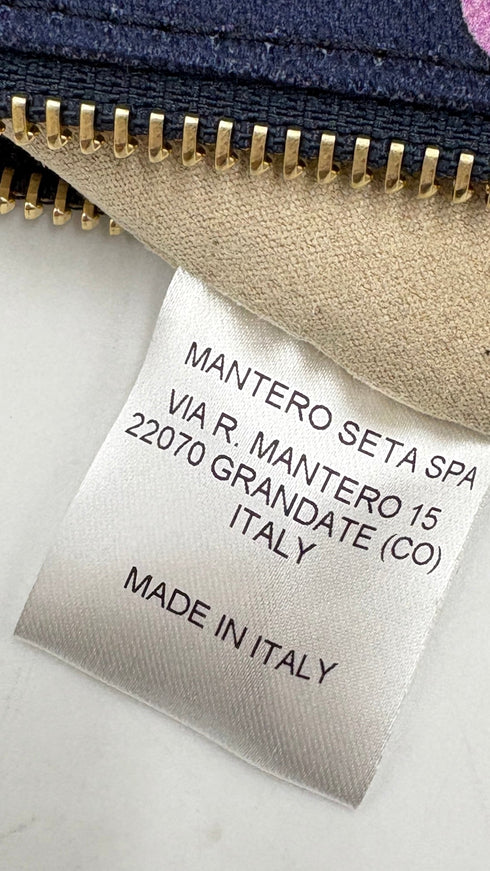 MANTERO SETA SPA
VIA R. MANTERO 15
22070 GRANDATE (CO)
ITALY
MADE IN ITALY